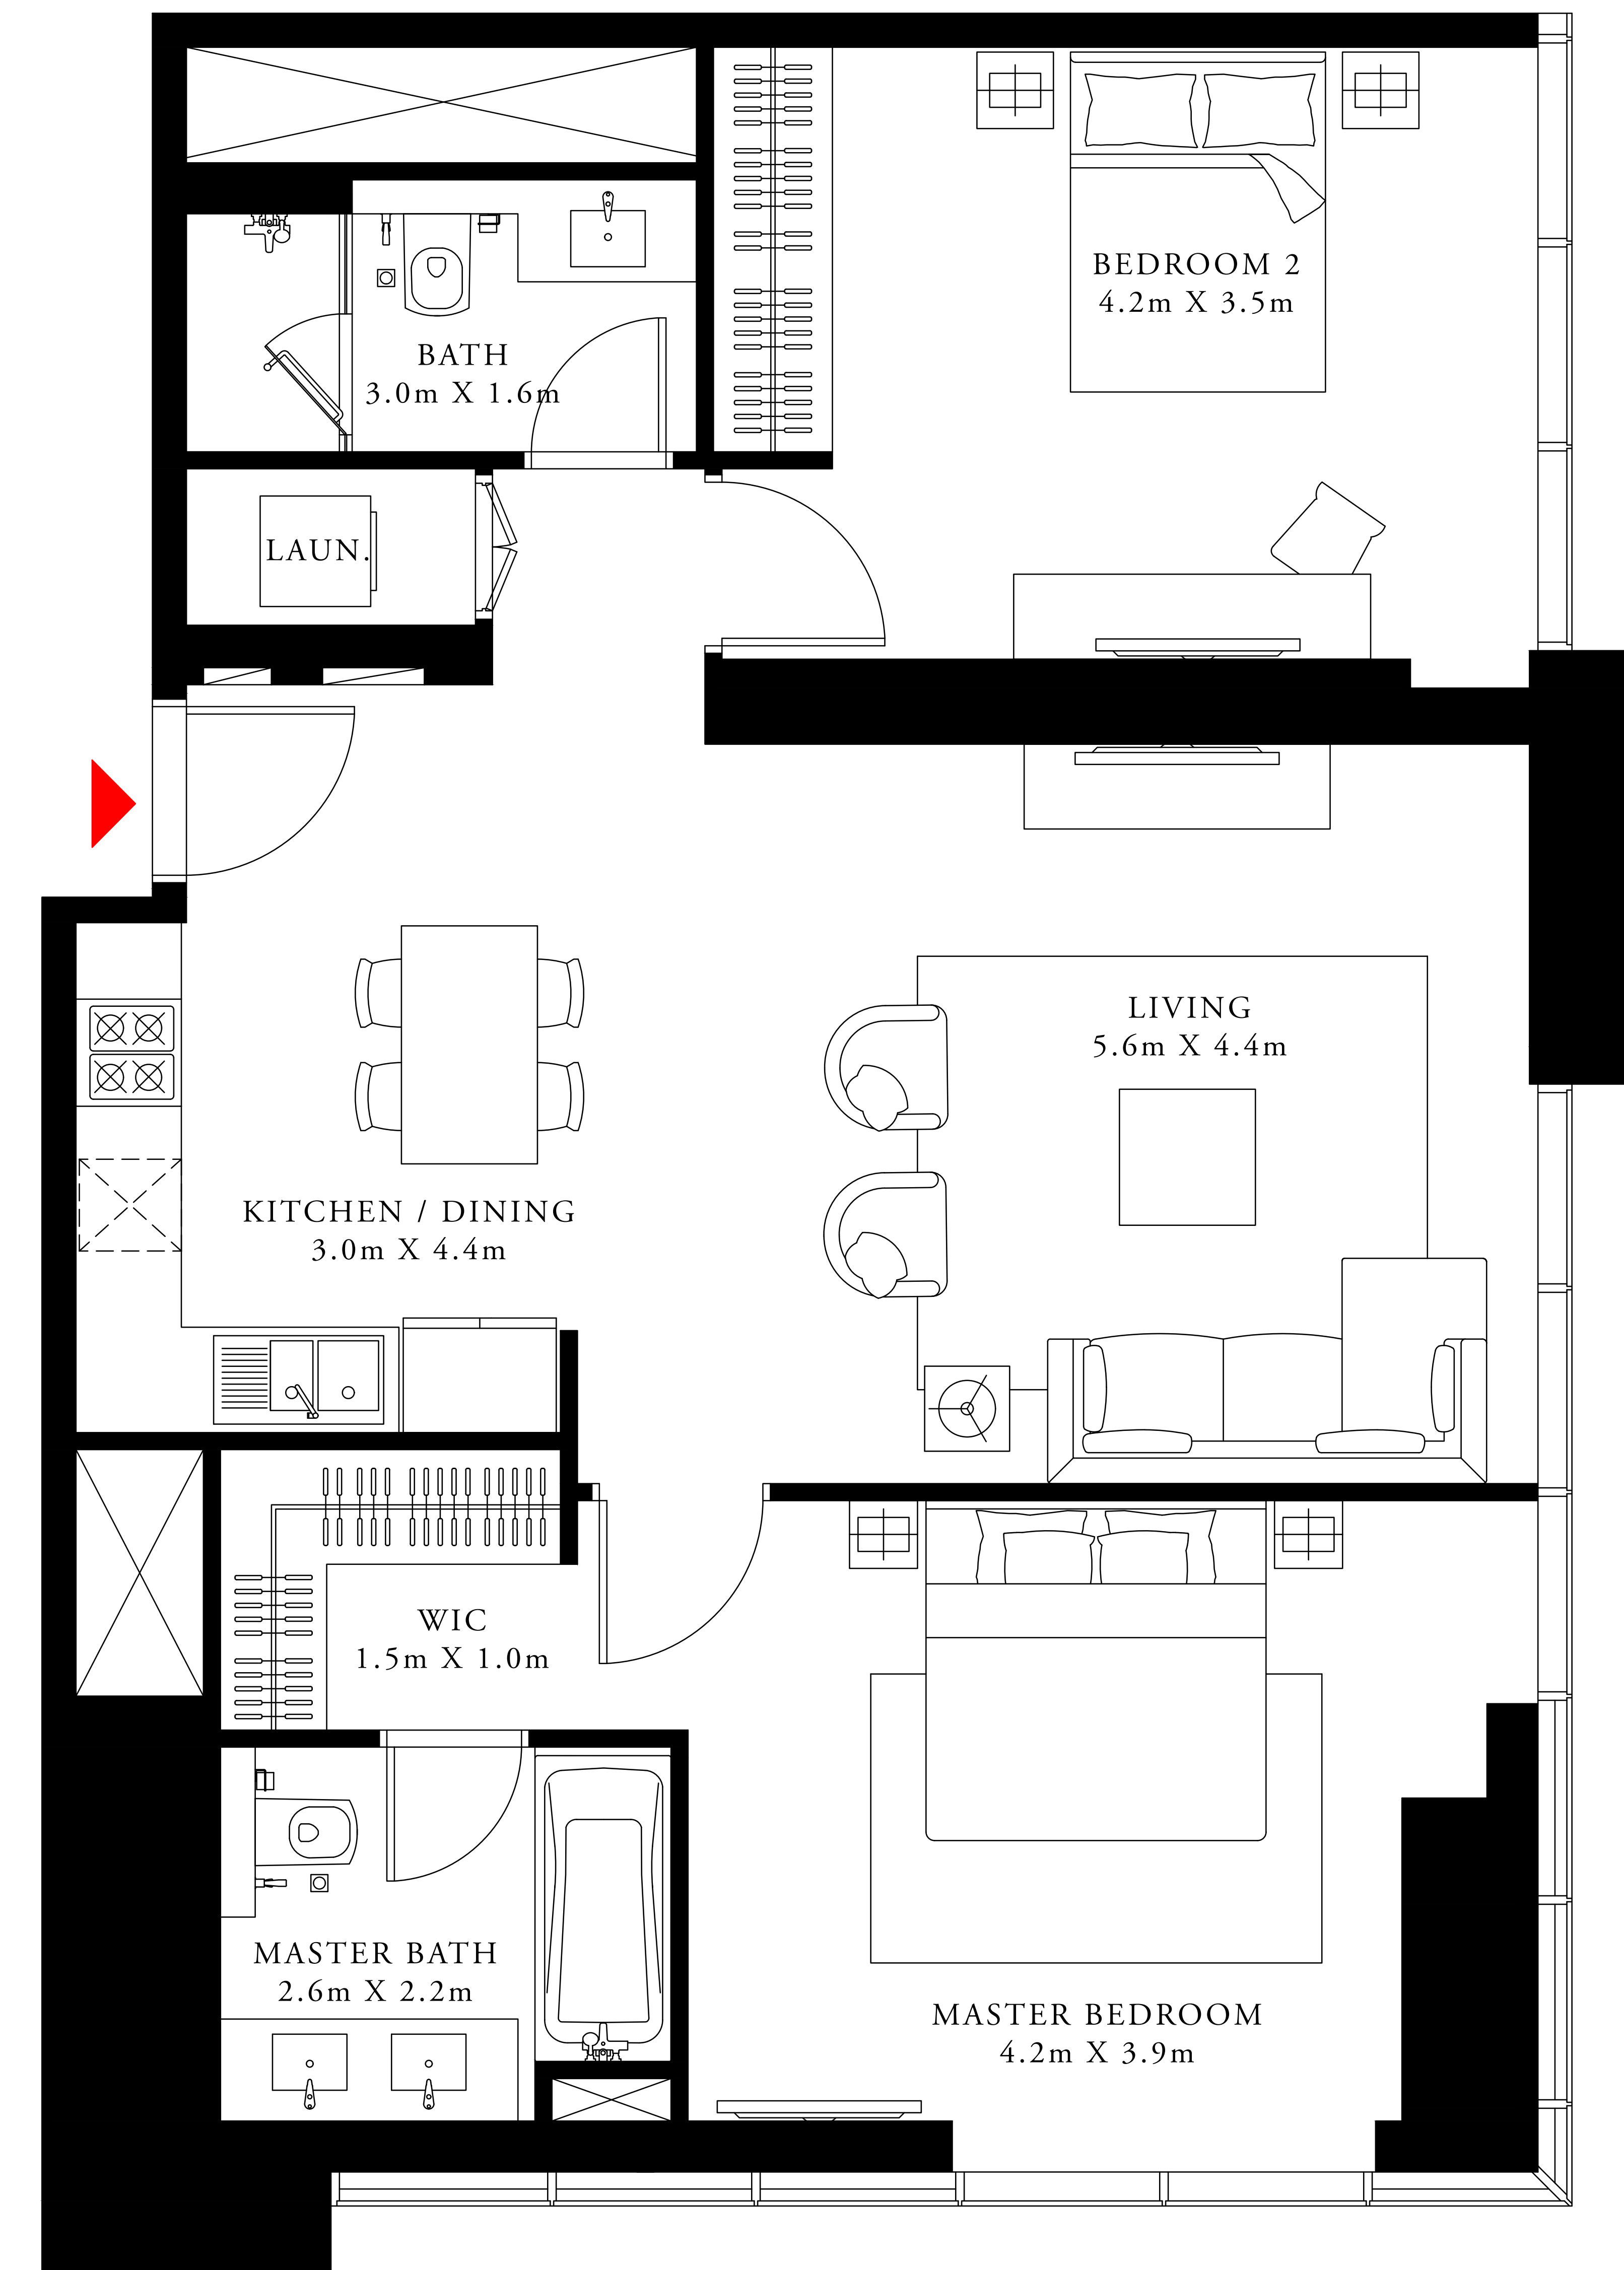 BEDROOM 2
4.2m X 3.5m
BATH
3.0m X 1.6m
LAUN.
LIVING
5.6m X 4.4m
KITCHEN / DINING
3.0m X 4.4m
WIC
1.5m X 1.0m
MASTER BATH
2.6m X 2.2m
MASTER BEDROOM
4.2m X 3.9m